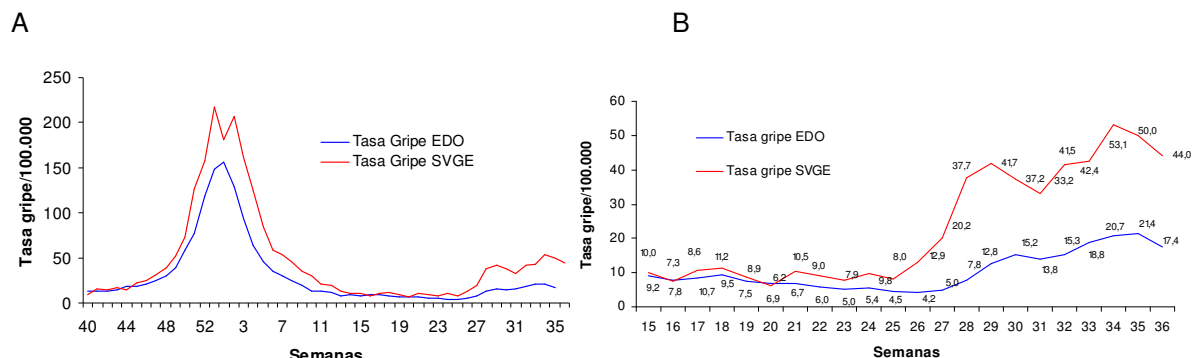 A
Tasa gripe/100.000
250
200
150
100
50
0
Tasa Gripe EDO
Tasa Gripe SVGE
40 44 48 52 3 7 11 15 19 23 27 31 35
Semanas
B
Tasa gripe/100.000
60
50
40
30
20
10
0
Tasa gripe EDO
Tasa gripe SVGE
10,0 7,3 8,6 11,2 8,9 6,2 10,5 9,0 7,9 9,8 8,0 12,9 20,2 37,7 41,7 37,2 33,2 41,5 42,4 53,1 50,0 44,0
9,2 7,8 10,7 9,5 7,5 6,9 6,7 6,0 5,0 5,4 4,5 4,2 5,0 7,8 12,8 15,2 13,8 15,3 18,8 20,7 21,4 17,4
15 16 17 18 19 20 21 22 23 24 25 26 27 28 29 30 31 32 33 34 35 36
Semanas